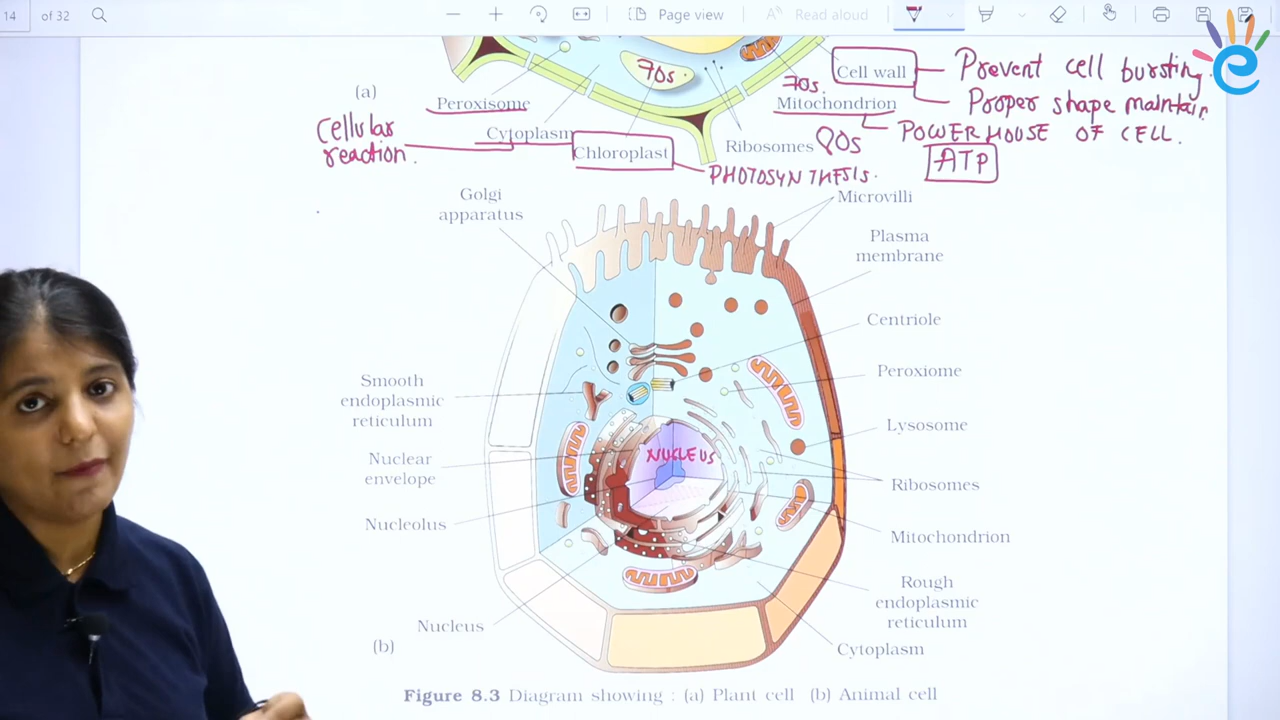 14 of 32 Page view Read aloud
70s
Cell wall
Prevent cell bursting.
70s.
(a)
Peroxisome
Mitochondrion
Proper shape maintain.
Cellular
reaction.
Cytoplasm
Chloroplast
Ribosomes 80s
POWERHOUSE OF CELL.
ATP
PHOTOSYNTHESIS.
Golgi
apparatus
Microvilli
Plasma
membrane
Centriole
Peroxiome
Smooth
endoplasmic
reticulum
Lysosome
Nuclear
envelope
NUCLEUS
Ribosomes
Nucleolus
Mitochondrion
Rough
endoplasmic
reticulum
Nucleus
(b)
Cytoplasm
Figure 8.3 Diagram showing : (a) Plant cell (b) Animal cell